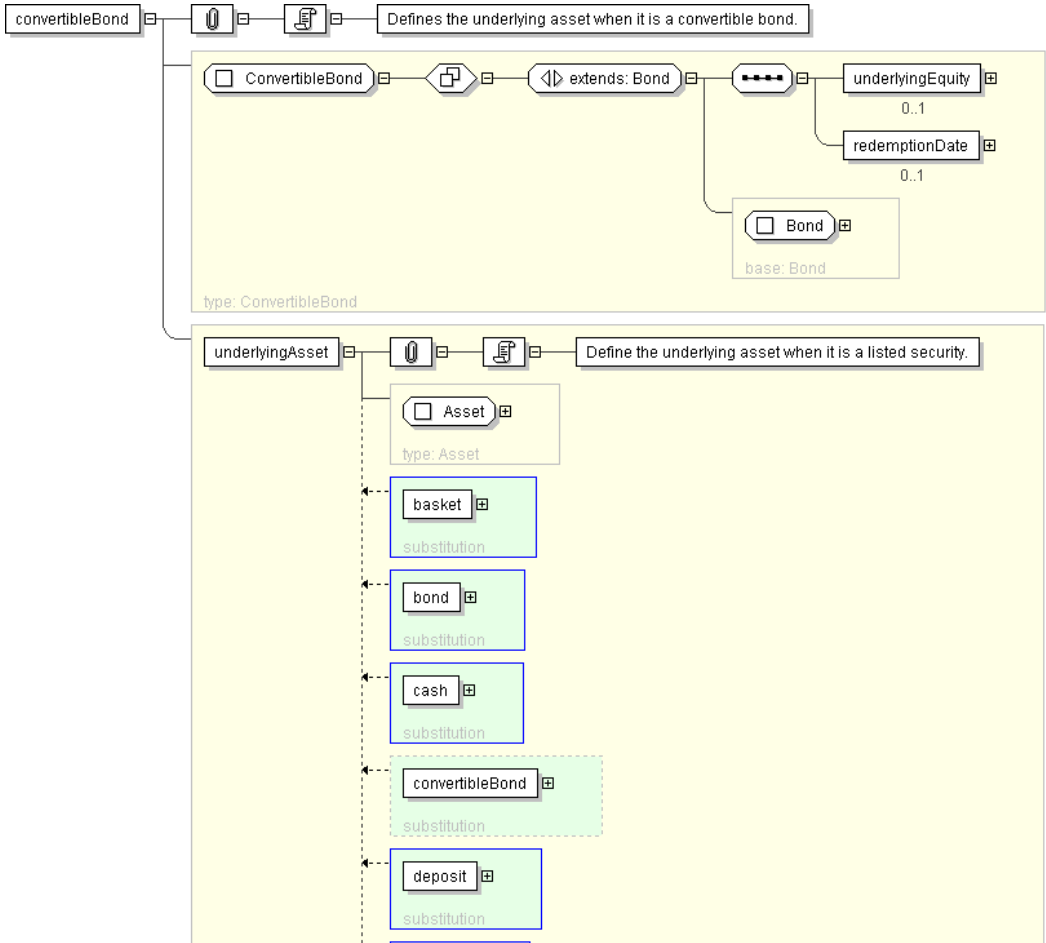 convertibleBond
Defines the underlying asset when it is a convertible bond.
ConvertibleBond
extends: Bond
underlyingEquity
0..1
redemptionDate
0..1
Bond
base: Bond
type: ConvertibleBond
underlyingAsset
Define the underlying asset when it is a listed security.
Asset
type: Asset
basket
substitution
bond
substitution
cash
substitution
convertibleBond
substitution
deposit
substitution